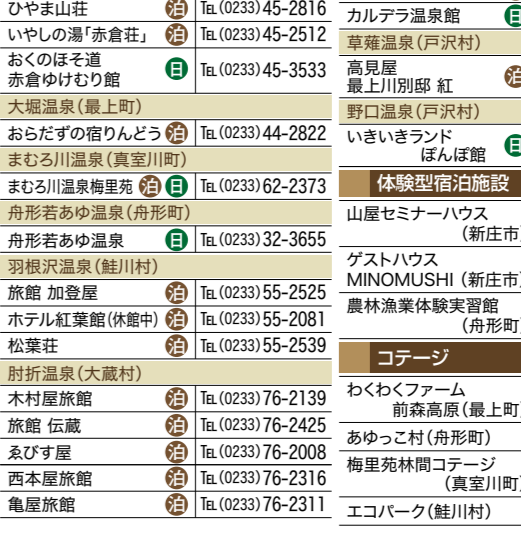 ひやま山荘 泊 TEL(0233)45-2816
いやしの湯「赤倉荘」 泊 TEL(0233)45-2512
おくのほそ道
赤倉ゆけむり館 日 TEL(0233)45-3533
大堀温泉(最上町)
おらだずの宿りんどう 泊 TEL(0233)44-2822
まむろ川温泉(真室川町)
まむろ川温泉梅里苑 泊 日 TEL(0233)62-2373
舟形若あゆ温泉(舟形町)
舟形若あゆ温泉 日 TEL(0233)32-3655
羽根沢温泉(鮭川村)
旅館 加登屋 泊 TEL(0233)55-2525
ホテル紅葉館(休館中) 泊 TEL(0233)55-2081
松葉荘 泊 TEL(0233)55-2539
肘折温泉(大蔵村)
木村屋旅館 泊 TEL(0233)76-2139
旅館 伝蔵 泊 TEL(0233)76-2425
ゑびす屋 泊 TEL(0233)76-2008
西本屋旅館 泊 TEL(0233)76-2316
亀屋旅館 泊 TEL(0233)76-2311
カルデラ温泉館 日
草薙温泉(戸沢村)
高見屋
最上川別邸 紅 泊
野口温泉(戸沢村)
いきいきランド
ぽんぽ館 日
体験型宿泊施設
山屋セミナーハウス
(新庄市)
ゲストハウス
MINOMUSHI(新庄市)
農林漁業体験実習館
(舟形町)
コテージ
わくわくファーム
前森高原(最上町)
あゆっこ村(舟形町)
梅里苑林間コテージ
(真室川町)
エコパーク(鮭川村)